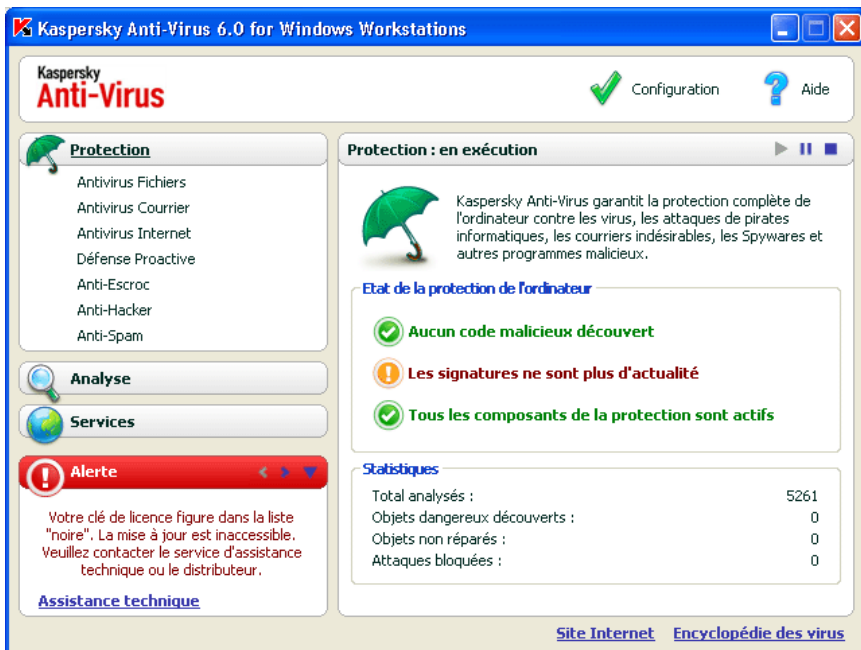 Kaspersky Anti-Virus 6.0 for Windows Workstations
Kaspersky
Anti-Virus
Configuration
Aide
Protection
Antivirus Fichiers
Antivirus Courrier
Antivirus Internet
Défense Proactive
Anti-Escroc
Anti-Hacker
Anti-Spam
Analyse
Services
Alerte
Votre clé de licence figure dans la liste
"noire". La mise à jour est inaccessible.
Veuillez contacter le service d'assistance
technique ou le distributeur.
Assistance technique
Protection : en exécution
Kaspersky Anti-Virus garantit la protection complète de
l'ordinateur contre les virus, les attaques de pirates
informatiques, les courriers indésirables, les Spywares et
autres programmes malicieux.
Etat de la protection de l'ordinateur
Aucun code malicieux découvert
Les signatures ne sont plus d'actualité
Tous les composants de la protection sont actifs
Statistiques
Total analysés : 5261
Objets dangereux découverts : 0
Objets non réparés : 0
Attaques bloquées : 0
Site Internet Encyclopédie des virus